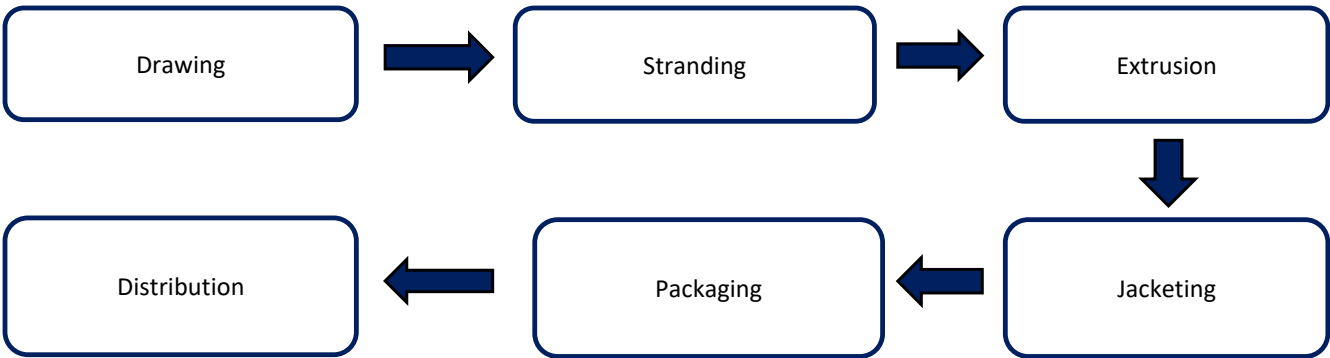 Drawing
Stranding
Extrusion
Jacketing
Packaging
Distribution